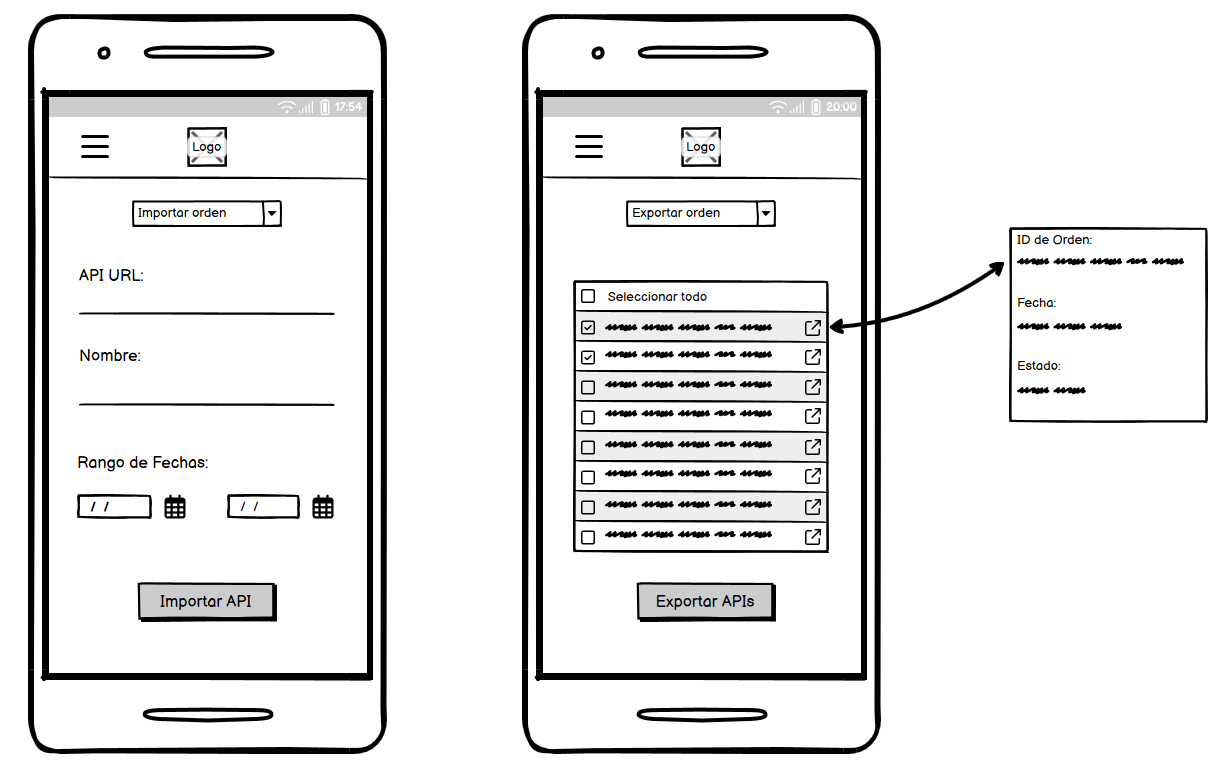 17:54
Logo
Importar orden
API URL:
Nombre:
Rango de Fechas:
/ /
/ /
Importar API
20:00
Logo
Exportar orden
Seleccionar todo
Exportar APIs
ID de Orden:
Fecha:
Estado: